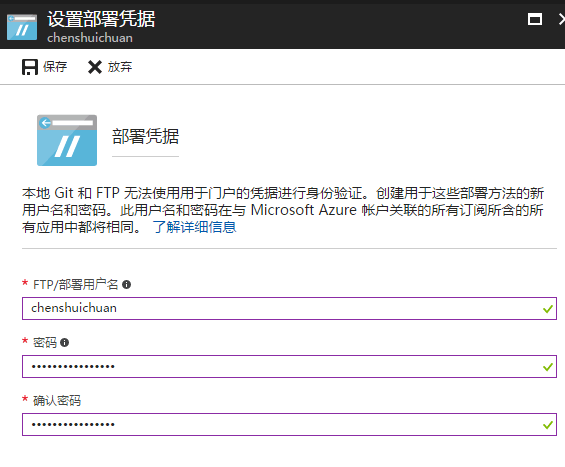 设置部署凭据
chenshuichuan
保存 放弃
部署凭据
本地 Git 和 FTP 无法使用用于门户的凭据进行身份验证。创建用于这些部署方法的新
用户名和密码。此用户名和密码在与 Microsoft Azure 帐户关联的所有订阅所含的所
有应用中都将相同。 了解详细信息
* FTP/部署用户名
chenshuichuan
* 密码
••••••••••••••••
* 确认密码
••••••••••••••••